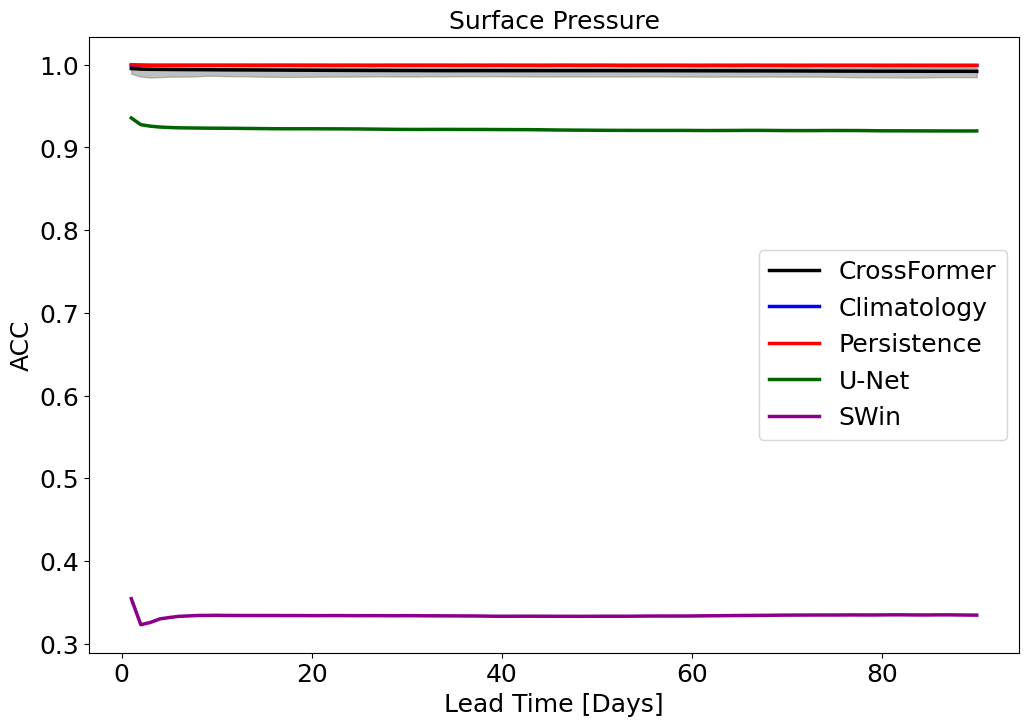 Surface Pressure
1.0
0.9
0.8
0.7
0.6
0.5
0.4
0.3
ACC
CrossFormer
Climatology
Persistence
U-Net
SWin
0 20 40 60 80
Lead Time [Days]